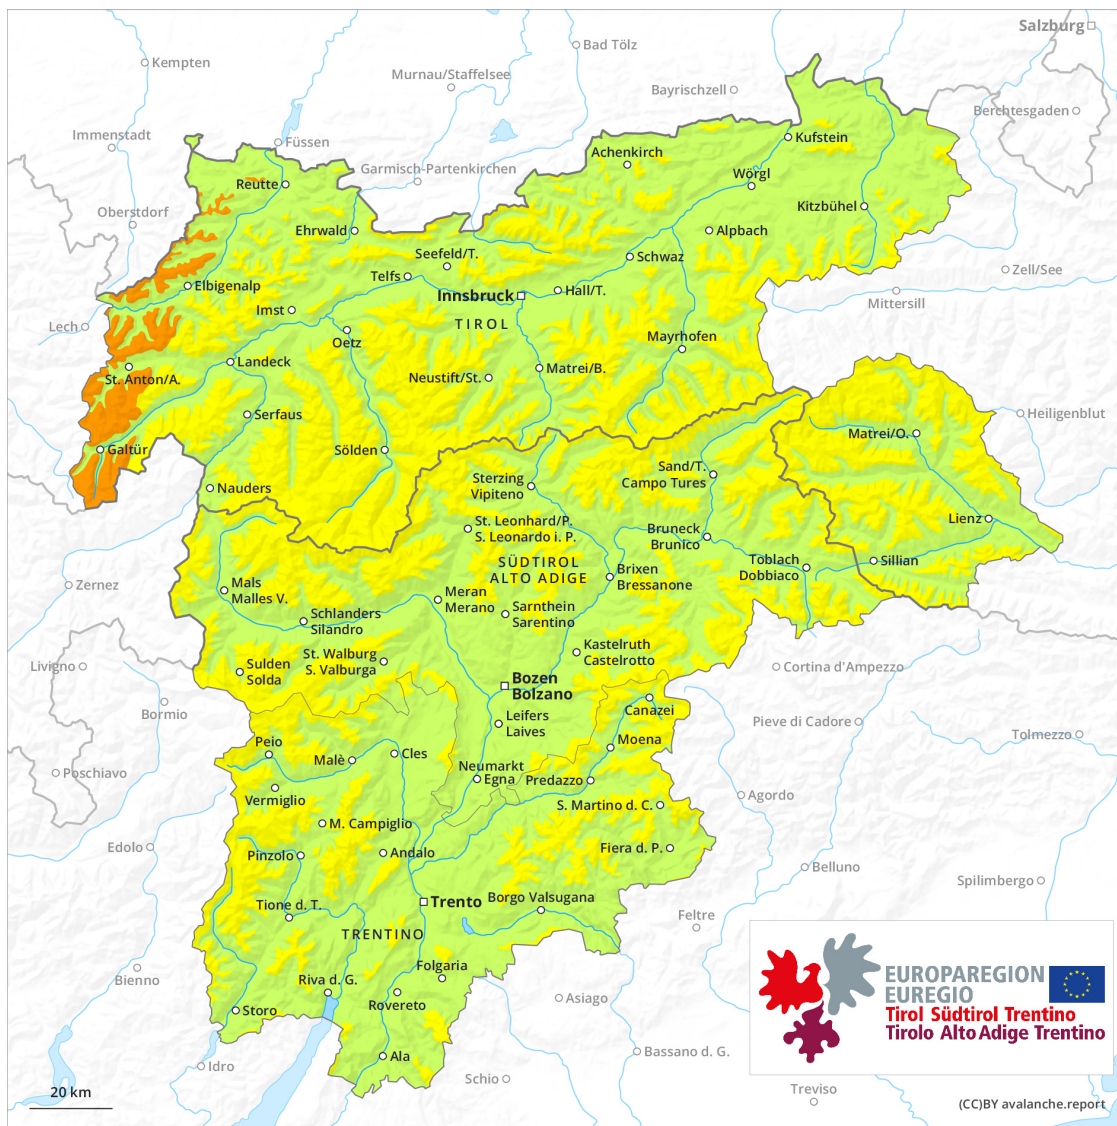 Salzburg
Bad Tölz
Kempten
Murnau/Staffelsee
Bayrischzell
Berchtesgaden
Immenstadt
Füssen
Kufstein
Achenkirch
Garmisch-Partenkirchen
Wörgl
Reutte
Oberstdorf
Kitzbühel
Ehrwald
Alpbach
Seefeld/T.
Schwaz
Zell/See
Telfs
Elbigenalp
Innsbruck
Hall/T.
Mittersill
Imst
Lech
TIROL
Oetz
Mayrhofen
Landeck
St. Anton/A.
Neustift/St.
Matrei/B.
Serfaus
Heiligenblut
Matrei/O.
Galtür
Sölden
Sand/T.
Campo Tures
Sterzing
Vipiteno
Nauders
Lienz
St. Leonhard/P.
S. Leonardo i. P.
Bruneck
Brunico
SÜDTIROL
ALTO ADIGE
Toblach
Dobbiaco
Sillian
Brixen
Bressanone
Zernez
Mals
Malles V.
Meran
Merano
Schlanders
Silandro
Sarnthein
Sarentino
Kastelruth
Castelrotto
St. Walburg
S. Valburga
Livigno
Sulden
Solda
Cortina d'Ampezzo
Bozen
Bolzano
Bormio
Canazei
Leifers
Laives
Pieve di Cadore
Tolmezzo
Moena
Peio
Cles
Malè
Neumarkt
Egna
Poschiavo
Predazzo
Vermiglio
Agordo
S. Martino d. C.
M. Campiglio
Edolo
Fiera d. P.
Pinzolo
Andalo
Belluno
Spilimbergo
Borgo Valsugana
Trento
Tione d. T.
Feltre
TRENTINO
Folgaria
Bienno
Riva d. G.
Rovereto
Asiago
Storo
Ala
Bassano d. G.
Idro
Schio
Treviso
EUROPAREGION
EUREGIO
Tirol Südtirol Trentino
Tirolo Alto Adige Trentino
20 km
(CC)BY avalanche.report